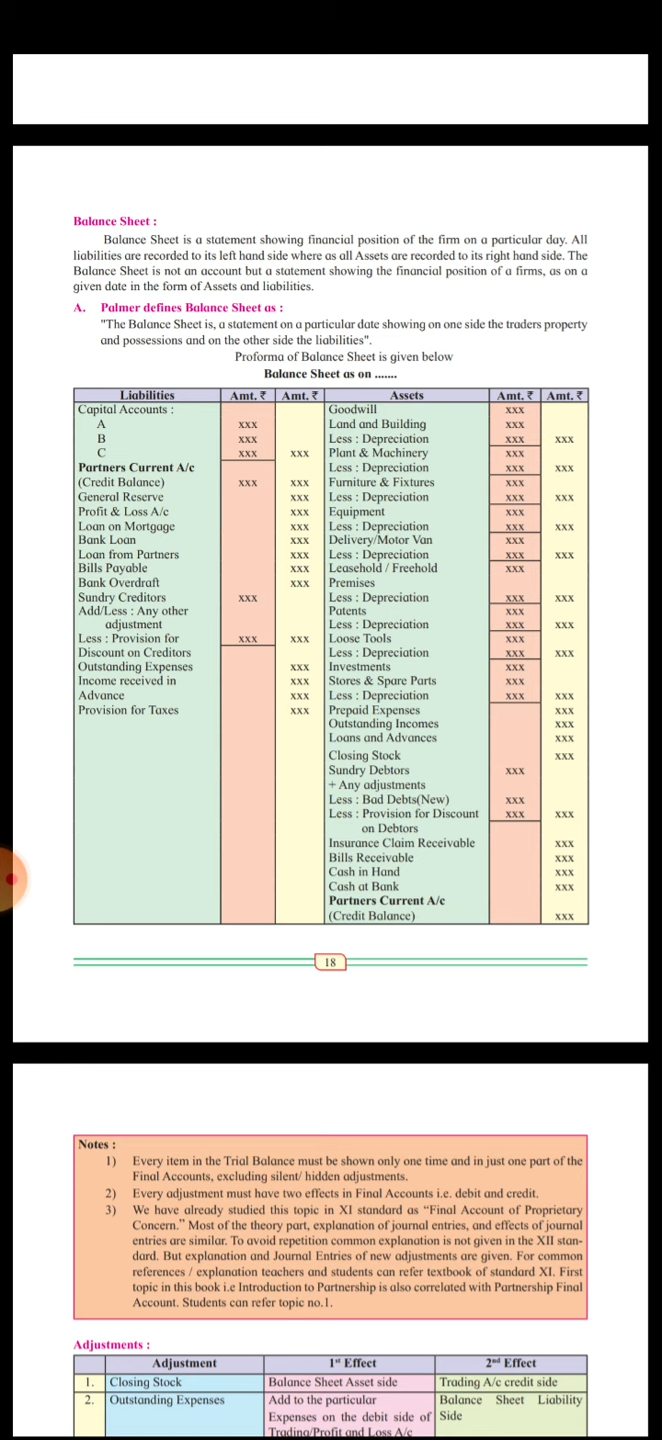 Balance Sheet :
Balance Sheet is a statement showing financial position of the firm on a particular day. All
liabilities are recorded to its left hand side where as all Assets are recorded to its right hand side. The
Balance Sheet is not an account but a statement showing the financial position of a firms, as on a
given date in the form of Assets and liabilities.
A. Palmer defines Balance Sheet as :
"The Balance Sheet is, a statement on a particular date showing on one side the traders property
and possessions and on the other side the liabilities".
Proforma of Balance Sheet is given below
Balance Sheet as on .......
Liabilities Amt. ₹ Amt. ₹ Assets Amt. ₹ Amt. ₹
Capital Accounts : Goodwill xxx
A xxx Land and Building xxx
B xxx Less : Depreciation xxx xxx
C xxx xxx Plant & Machinery xxx
Partners Current A/c Less : Depreciation xxx xxx
(Credit Balance) xxx xxx Furniture & Fixtures xxx
General Reserve xxx Less : Depreciation xxx xxx
Profit & Loss A/c xxx Equipment xxx
Loan on Mortgage xxx Less : Depreciation xxx xxx
Bank Loan xxx Delivery/Motor Van xxx
Loan from Partners xxx Less : Depreciation xxx xxx
Bills Payable xxx Leasehold / Freehold xxx
Bank Overdraft xxx Premises
Sundry Creditors xxx Less : Depreciation xxx xxx
Add/Less : Any other Patents xxx
adjustment Less : Depreciation xxx xxx
Less : Provision for xxx xxx Loose Tools xxx
Discount on Creditors Less : Depreciation xxx xxx
Outstanding Expenses xxx Investments xxx
Income received in xxx Stores & Spare Parts xxx
Advance xxx Less : Depreciation xxx xxx
Provision for Taxes xxx Prepaid Expenses xxx
Outstanding Incomes xxx
Loans and Advances xxx
Closing Stock xxx
Sundry Debtors xxx
+ Any adjustments
Less : Bad Debts(New) xxx
Less : Provision for Discount xxx xxx
on Debtors
Insurance Claim Receivable xxx
Bills Receivable xxx
Cash in Hand xxx
Cash at Bank xxx
Partners Current A/c
(Credit Balance) xxx
18
Notes :
1) Every item in the Trial Balance must be shown only one time and in just one part of the
Final Accounts, excluding silent/ hidden adjustments.
2) Every adjustment must have two effects in Final Accounts i.e. debit and credit.
3) We have already studied this topic in XI standard as “Final Account of Proprietary
Concern.” Most of the theory part, explanation of journal entries, and effects of journal
entries are similar. To avoid repetition common explanation is not given in the XII stan-
dard. But explanation and Journal Entries of new adjustments are given. For common
references / explanation teachers and students can refer textbook of standard XI. First
topic in this book i.e Introduction to Partnership is also correlated with Partnership Final
Account. Students can refer topic no.1.
Adjustments :
Adjustment 1st Effect 2nd Effect
1. Closing Stock Balance Sheet Asset side Trading A/c credit side
2. Outstanding Expenses Add to the particular Balance Sheet Liability
Expenses on the debit side of Side
Trading/Profit and Loss A/c